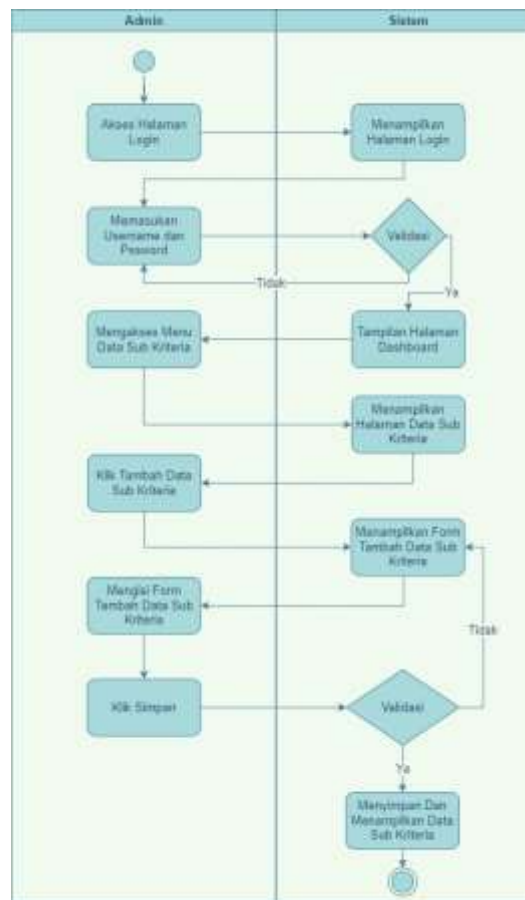 Admin
Sistem
Akses Halaman
Login
Menampilkan
Halaman Login
Memasukan
Username dan
Password
Validasi
Tidak
Ya
Mengakses Menu
Data Sub Kriteria
Tampilan Halaman
Dashboard
Menampilkan
Halaman Data Sub
Kriteria
Klik Tambah Data
Sub Kriteria
Menampilkan Form
Tambah Data Sub
Kriteria
Mengisi Form
Tambah Data Sub
Kriteria
Tidak
Klik Simpan
Validasi
Ya
Menyimpan Dan
Menampilkan Data
Sub Kriteria